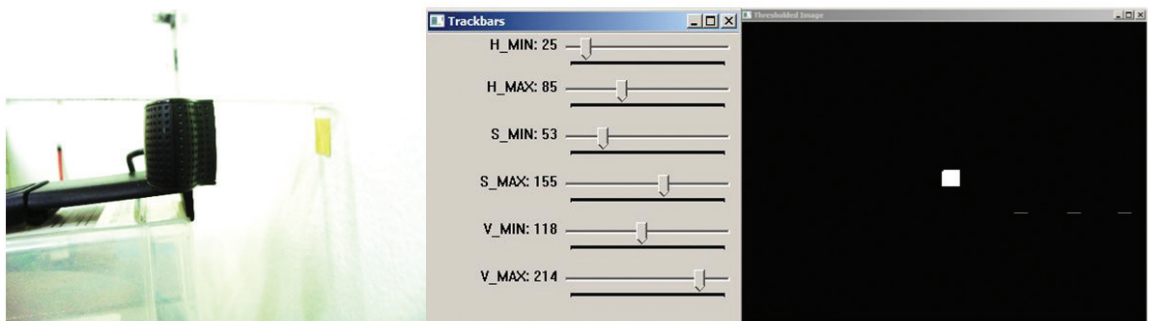 Trackbars
H_MIN: 25
H_MAX: 85
S_MIN: 53
S_MAX: 155
V_MIN: 118
V_MAX: 214
Thresholded Image